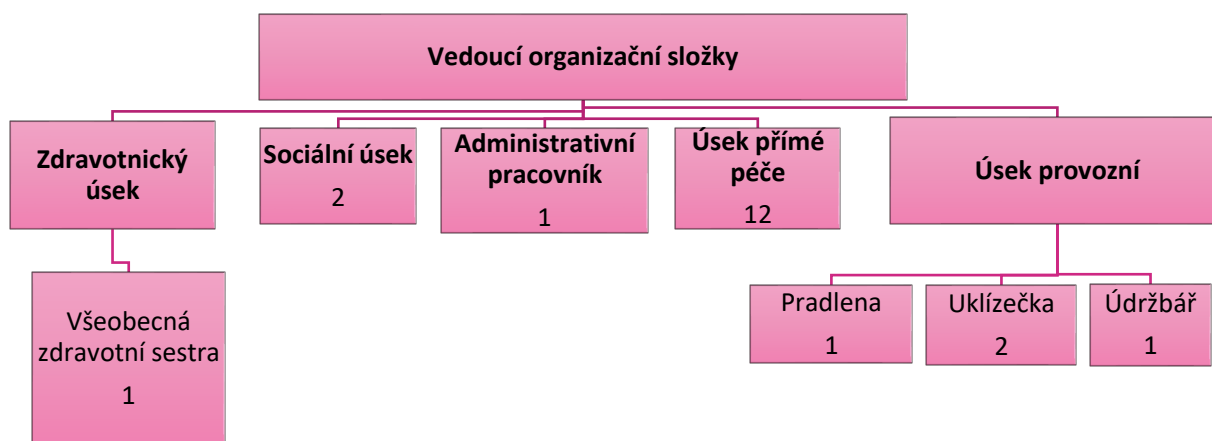 Vedoucí organizační složky
Zdravotnický
úsek
Sociální úsek
2
Administrativní
pracovník
1
Úsek přímé
péče
12
Úsek provozní
Všeobecná
zdravotní sestra
1
Pradlena
1
Uklízečka
2
Údržbář
1